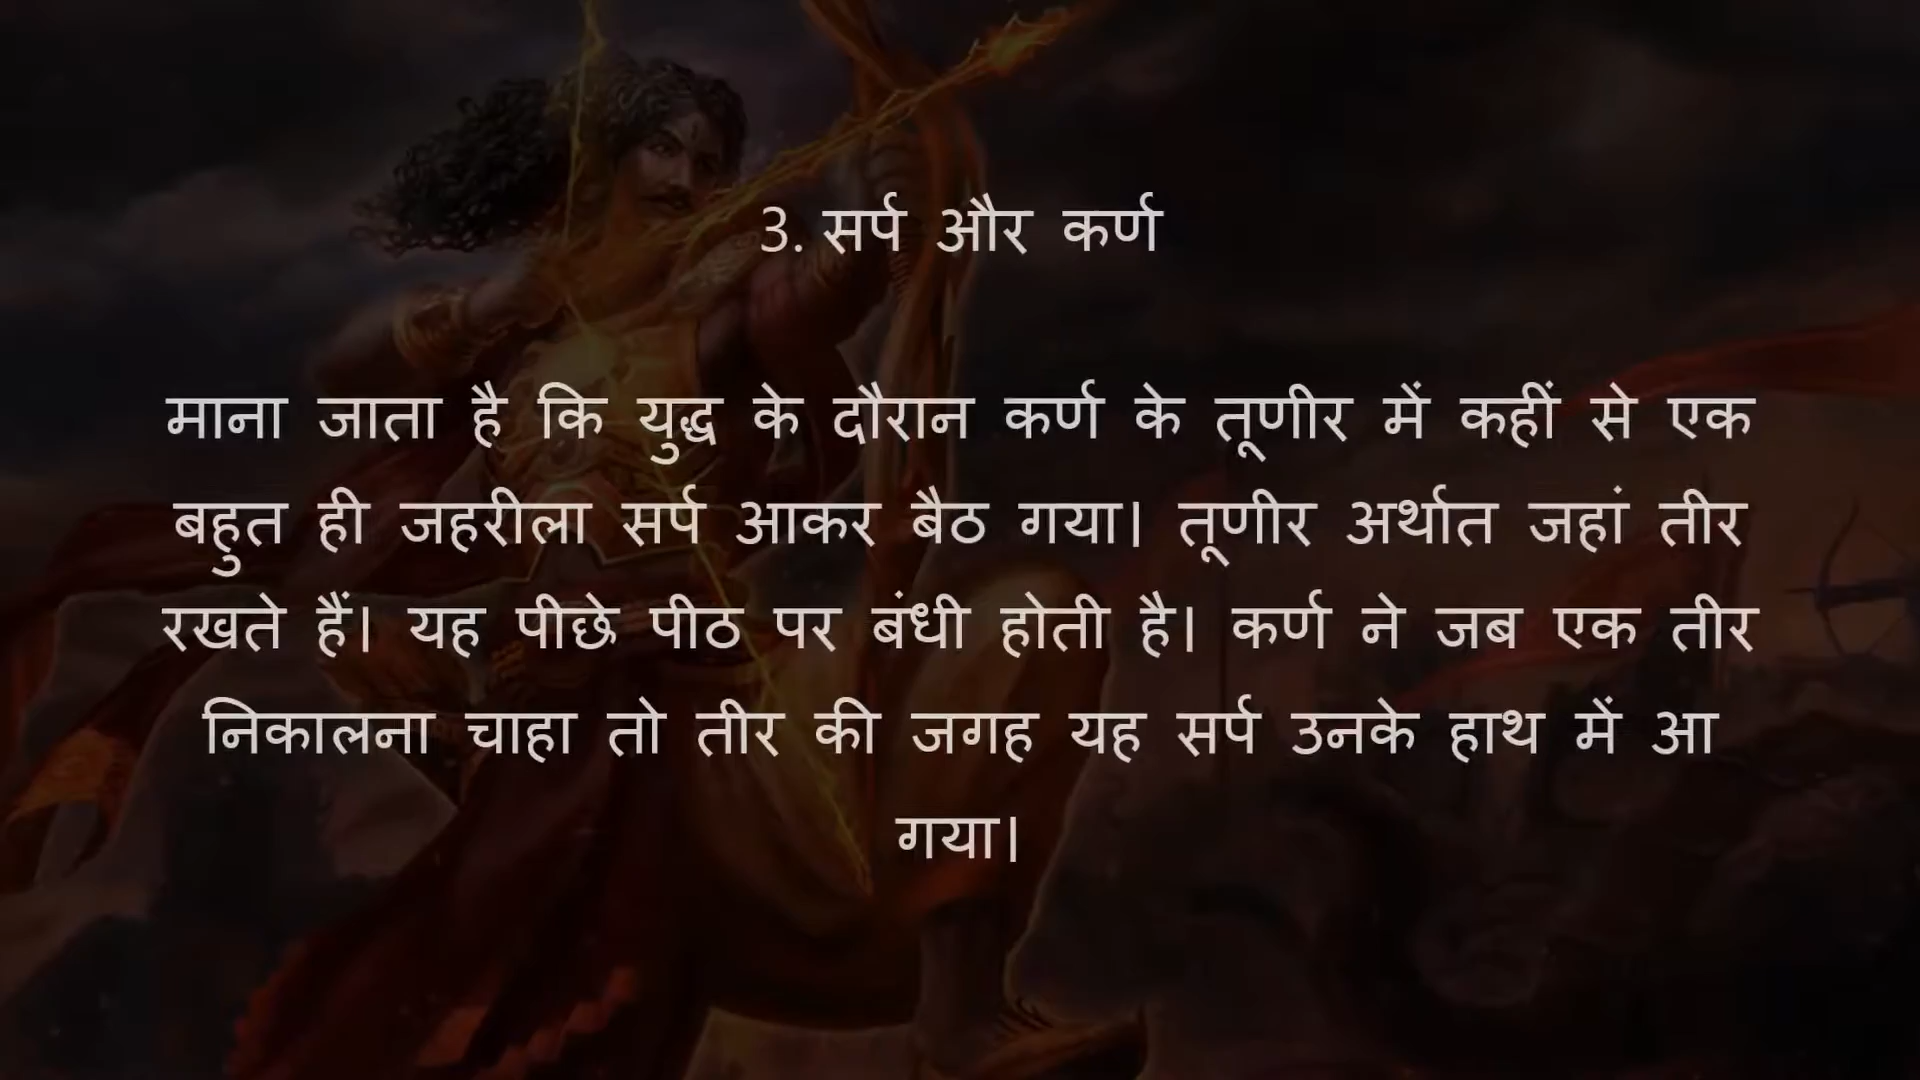 3. सर्प और कर्ण
माना जाता है कि युद्ध के दौरान कर्ण के तूणीर में कहीं से एक
बहुत ही जहरीला सर्प आकर बैठ गया। तूणीर अर्थात जहां तीर
रखते हैं। यह पीछे पीठ पर बंधी होती है। कर्ण ने जब एक तीर
निकालना चाहा तो तीर की जगह यह सर्प उनके हाथ में आ
गया।